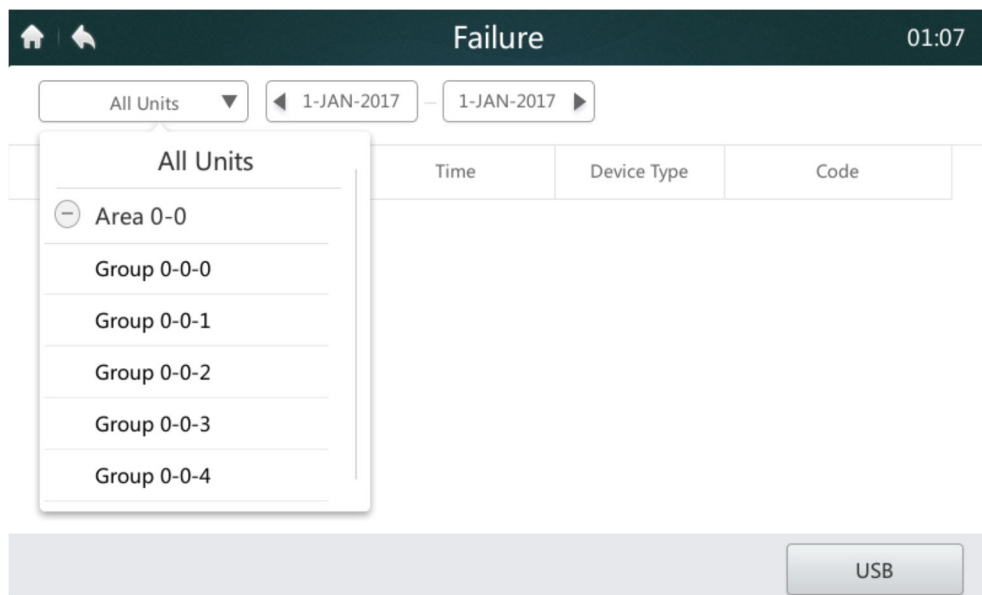 Failure
01:07
All Units
1-JAN-2017 – 1-JAN-2017
All Units
Time
Device Type
Code
Area 0-0
Group 0-0-0
Group 0-0-1
Group 0-0-2
Group 0-0-3
Group 0-0-4
USB